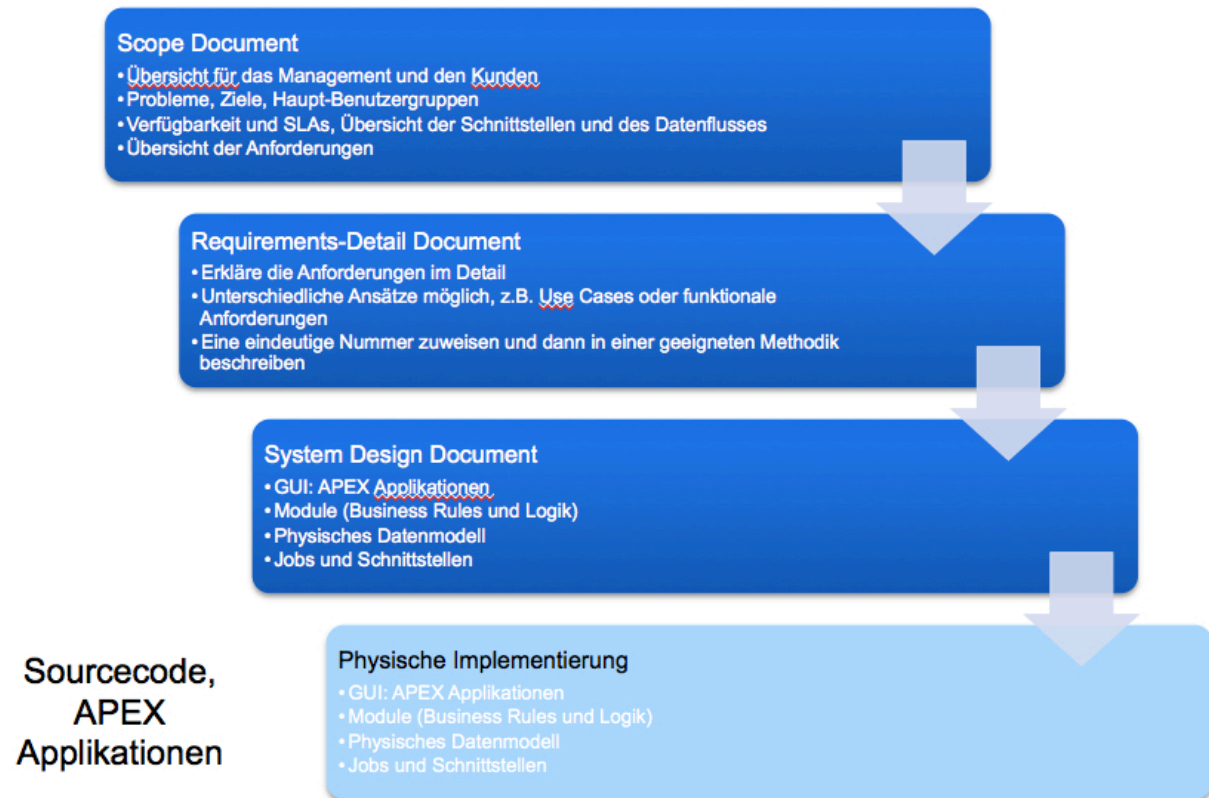 Scope Document
• Übersicht für das Management und den Kunden
• Probleme, Ziele, Haupt-Benutzergruppen
• Verfügbarkeit und SLAs, Übersicht der Schnittstellen und des Datenflusses
• Übersicht der Anforderungen
Requirements-Detail Document
• Erkläre die Anforderungen im Detail
• Unterschiedliche Ansätze möglich, z.B. Use Cases oder funktionale
Anforderungen
• Eine eindeutige Nummer zuweisen und dann in einer geeigneten Methodik
beschreiben
System Design Document
• GUI: APEX Applikationen
• Module (Business Rules und Logik)
• Physisches Datenmodell
• Jobs und Schnittstellen
Sourcecode,
APEX
Applikationen
Physische Implementierung
• GUI: APEX Applikationen
• Module (Business Rules und Logik)
• Physisches Datenmodell
• Jobs und Schnittstellen